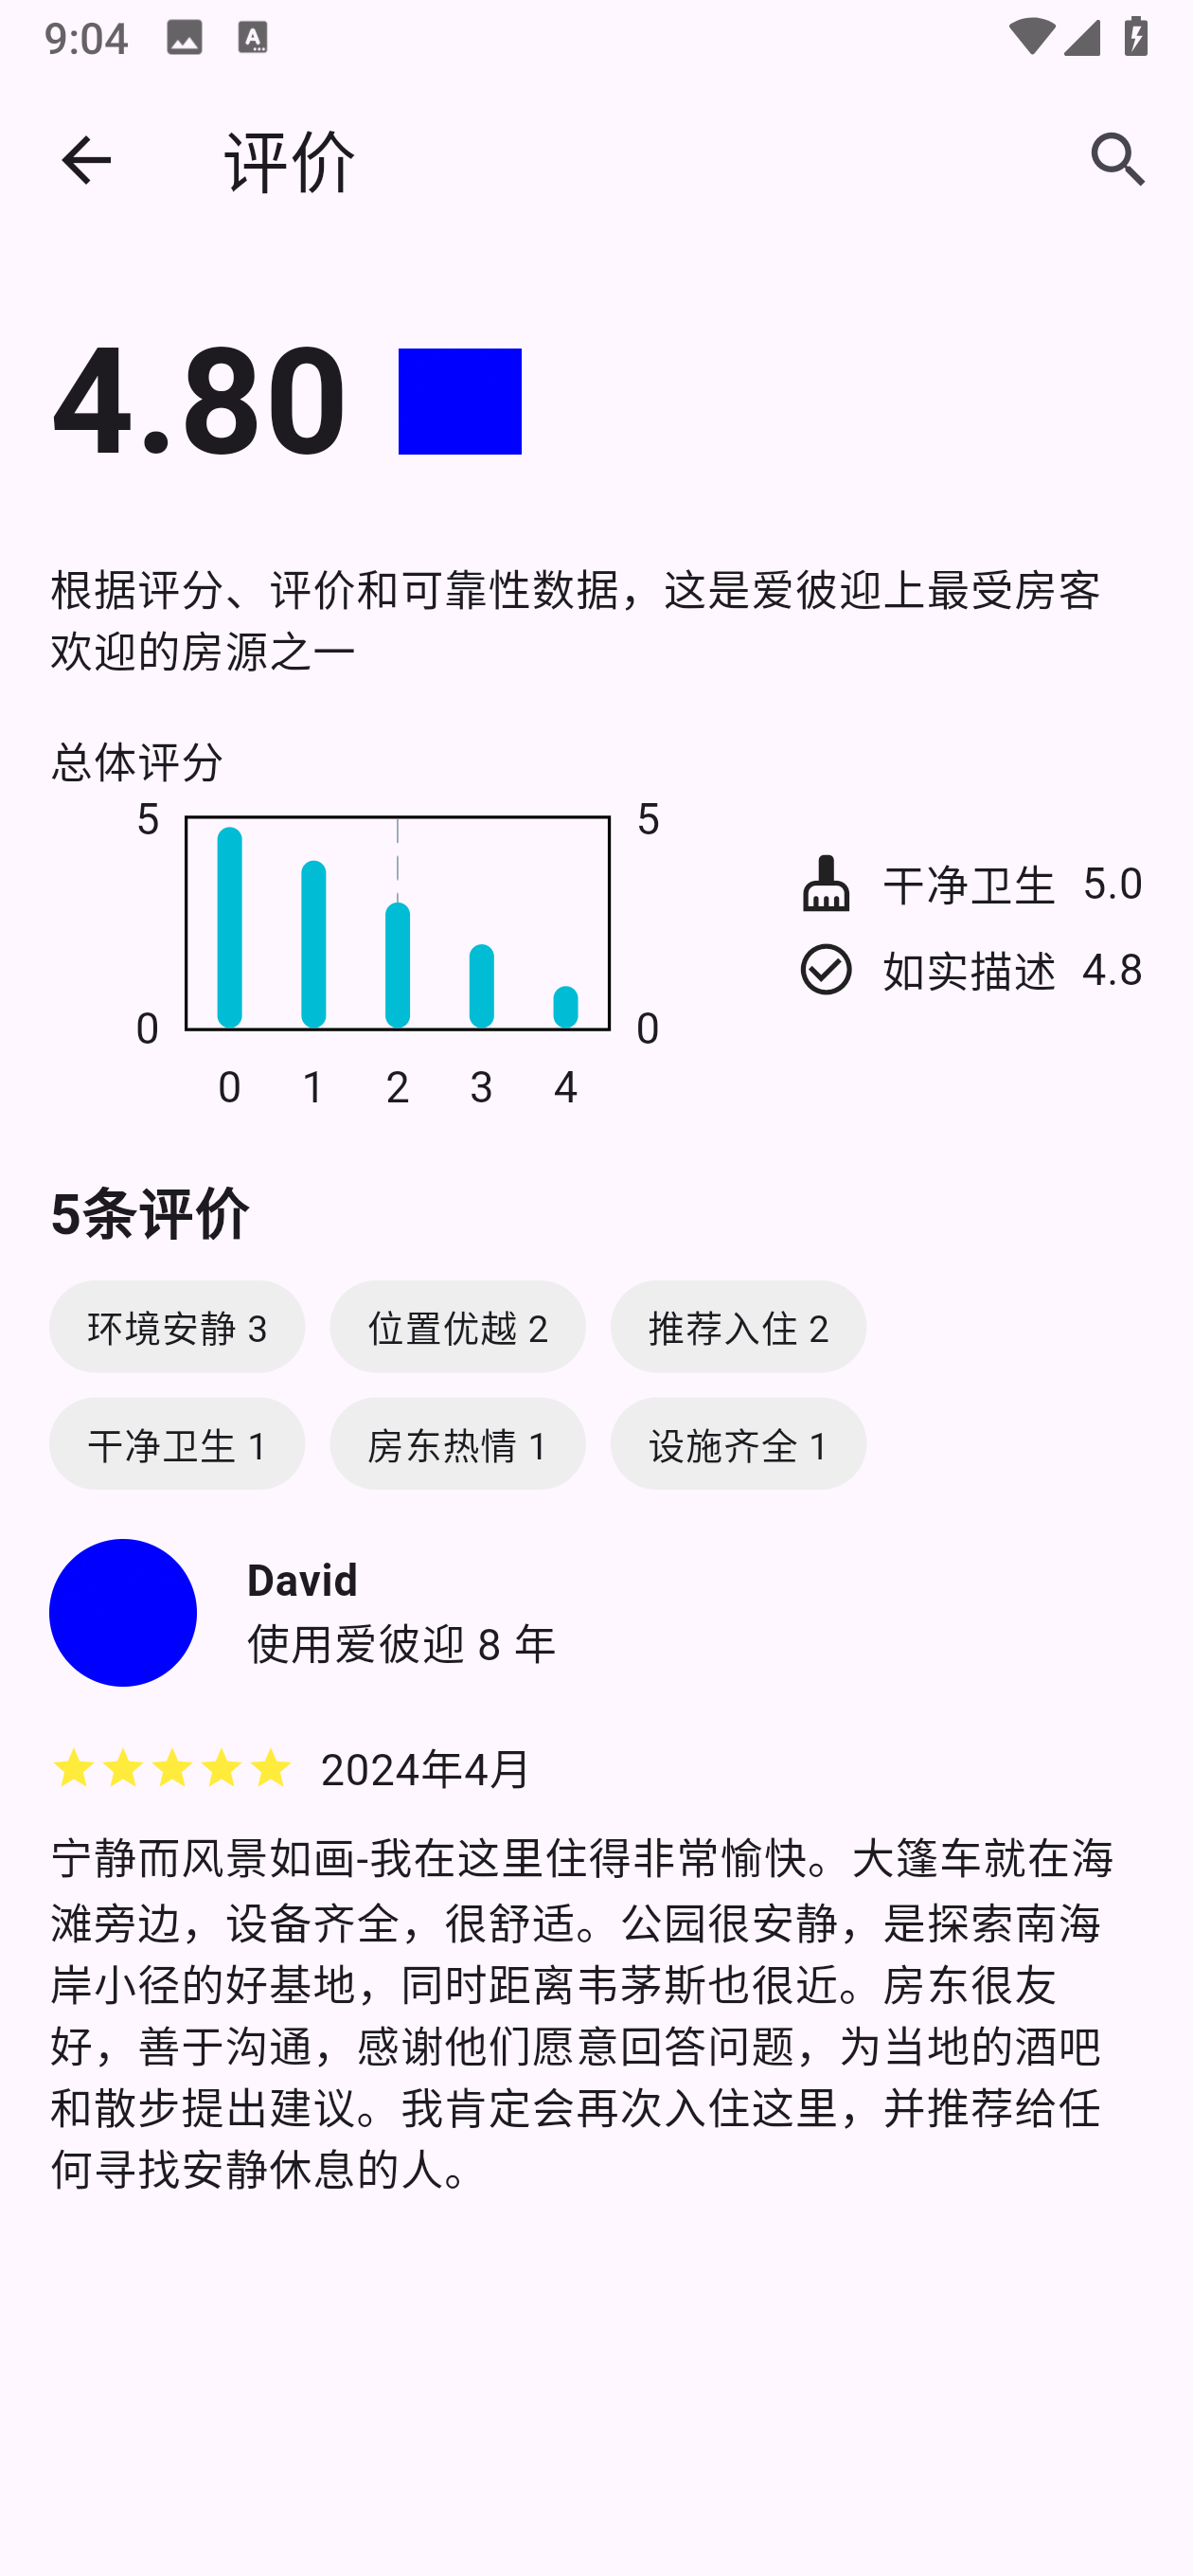 9:04
评价
4.80
根据评分、评价和可靠性数据，这是爱彼迎上最受房客
欢迎的房源之一
总体评分
5 5
干净卫生 5.0
如实描述 4.8
0 0
0 1 2 3 4
5条评价
环境安静 3 位置优越 2 推荐入住 2
干净卫生 1 房东热情 1 设施齐全 1
David
使用爱彼迎 8 年
2024年4月
宁静而风景如画-我在这里住得非常愉快。大篷车就在海
滩旁边，设备齐全，很舒适。公园很安静，是探索南海
岸小径的好基地，同时距离韦茅斯也很近。房东很友
好，善于沟通，感谢他们愿意回答问题，为当地的酒吧
和散步提出建议。我肯定会再次入住这里，并推荐给任
何寻找安静休息的人。